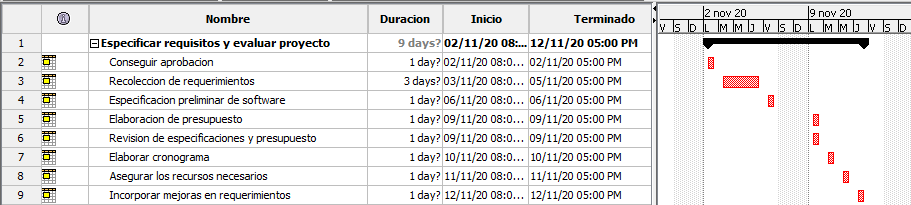 Nombre Duracion Inicio Terminado 2 nov 20 9 nov 20
V S D L M M J V S D L M M J V S D
1 Especificar requisitos y evaluar proyecto 9 days? 02/11/20 08:... 12/11/20 05:00 PM
2 Conseguir aprobacion 1 day? 02/11/20 08:0... 02/11/20 05:00 PM
3 Recoleccion de requerimientos 3 days? 03/11/20 08:0... 05/11/20 05:00 PM
4 Especificacion preliminar de software 1 day? 06/11/20 08:0... 06/11/20 05:00 PM
5 Elaboracion de presupuesto 1 day? 09/11/20 08:0... 09/11/20 05:00 PM
6 Revision de especificaciones y presupuesto 1 day? 09/11/20 08:0... 09/11/20 05:00 PM
7 Elaborar cronograma 1 day? 10/11/20 08:0... 10/11/20 05:00 PM
8 Asegurar los recursos necesarios 1 day? 11/11/20 08:0... 11/11/20 05:00 PM
9 Incorporar mejoras en requerimientos 1 day? 12/11/20 08:0... 12/11/20 05:00 PM